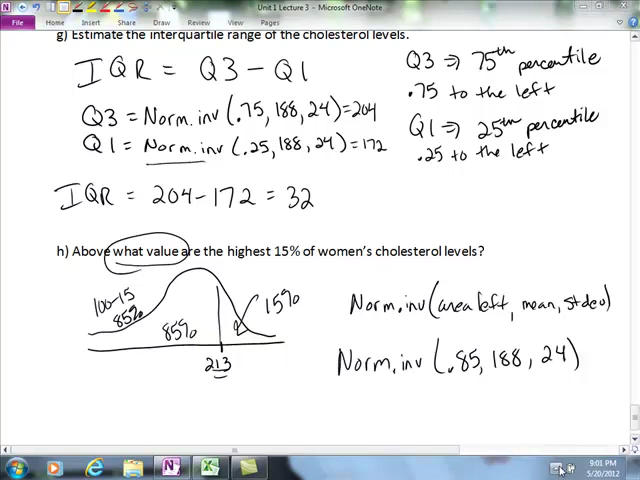 Unit 1 Lecture 3 - Microsoft OneNote
File Home Insert Share Draw Review View
g) Estimate the interquartile range of the cholesterol levels.
IQR = Q3 - Q1
Q3 = Norm.inv (.75, 188, 24) = 204
Q1 = Norm.inv (.25, 188, 24) = 172
Q3 ⇒ 75th percentile
.75 to the left
Q1 ⇒ 25th percentile
.25 to the left
IQR = 204 - 172 = 32
h) Above what value are the highest 15% of women's cholesterol levels?
100-15
85%
85%
15%
213
Norm.inv (area left, mean, stdev)
Norm.inv (.85, 188, 24)
9:01 PM
5/20/2012